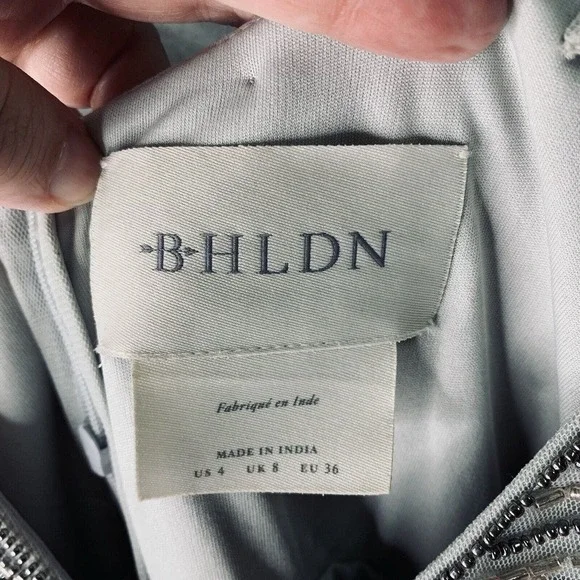 BHLDN
Fabriqué en Inde
MADE IN INDIA
US 4 UK 8 EU 36